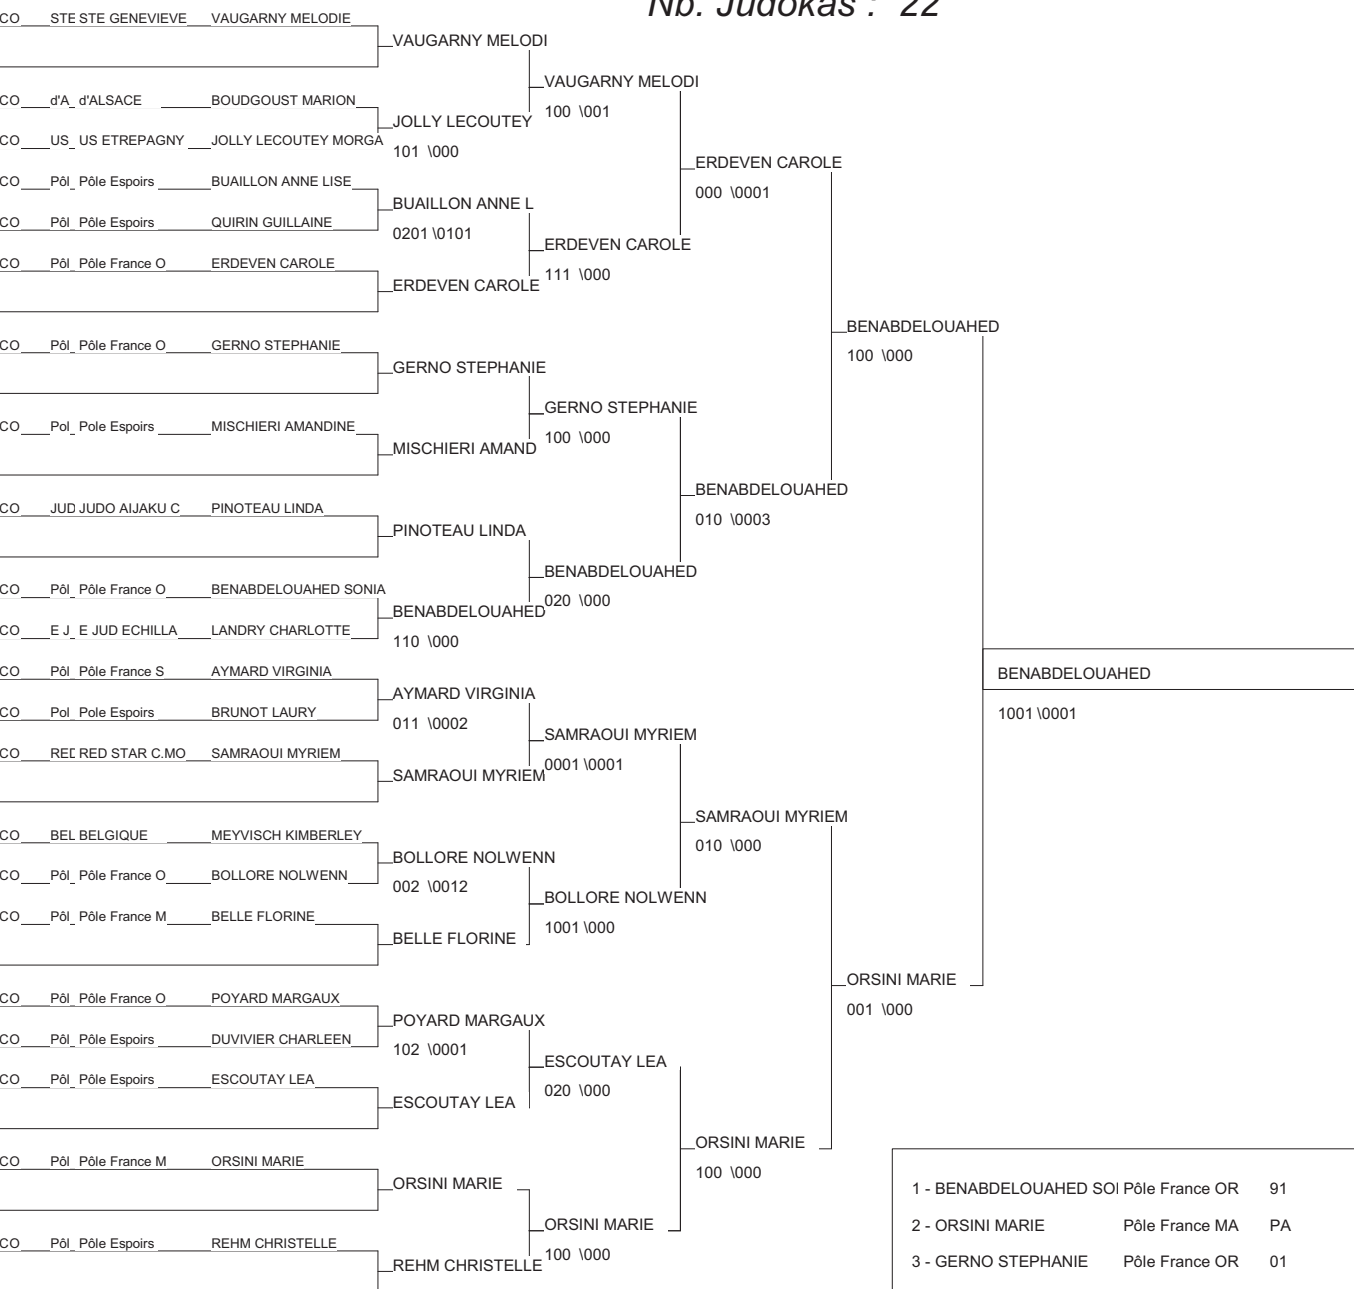 Nb. Judokas : 22
CO STE STE GENEVIEVE VAUGARNY MELODIE
VAUGARNY MELODI
VAUGARNY MELODI
100 \001
CO d'A d'ALSACE BOUDGOUST MARION
JOLLY LECOUTEY
CO US US ETREPAGNY JOLLY LECOUTEY MORGA
101 \000
ERDEVEN CAROLE
000 \0001
CO Pôl Pôle Espoirs BUAILLON ANNE LISE
BUAILLON ANNE L
CO Pôl Pôle Espoirs QUIRIN GUILLAINE
0201 \0101
ERDEVEN CAROLE
111 \000
CO Pôl Pôle France O ERDEVEN CAROLE
ERDEVEN CAROLE
BENABDELOUAHED
100 \000
CO Pôl Pôle France O GERNO STEPHANIE
GERNO STEPHANIE
GERNO STEPHANIE
100 \000
CO Pol Pole Espoirs MISCHIERI AMANDINE
MISCHIERI AMAND
BENABDELOUAHED
010 \0003
CO JUD JUDO AIJAKU C PINOTEAU LINDA
PINOTEAU LINDA
BENABDELOUAHED
020 \000
CO Pôl Pôle France O BENABDELOUAHED SONIA
BENABDELOUAHED
CO E J E JUD ECHILLA LANDRY CHARLOTTE
110 \000
BENABDELOUAHED
1001 \0001
CO Pôl Pôle France S AYMARD VIRGINIA
AYMARD VIRGINIA
CO Pol Pole Espoirs BRUNOT LAURY
011 \0002
SAMRAOUI MYRIEM
0001 \0001
CO RED RED STAR C.MO SAMRAOUI MYRIEM
SAMRAOUI MYRIEM
SAMRAOUI MYRIEM
010 \000
CO BEL BELGIQUE MEYVISCH KIMBERLEY
BOLLORE NOLWENN
CO Pôl Pôle France O BOLLORE NOLWENN
002 \0012
BOLLORE NOLWENN
1001 \000
CO Pôl Pôle France M BELLE FLORINE
BELLE FLORINE
ORSINI MARIE
001 \000
CO Pôl Pôle France O POYARD MARGAUX
POYARD MARGAUX
CO Pôl Pôle Espoirs DUVIVIER CHARLEEN
102 \0001
ESCOUTAY LEA
020 \000
CO Pôl Pôle Espoirs ESCOUTAY LEA
ESCOUTAY LEA
ORSINI MARIE
100 \000
CO Pôl Pôle France M ORSINI MARIE
ORSINI MARIE
ORSINI MARIE
100 \000
CO Pôl Pôle Espoirs REHM CHRISTELLE
REHM CHRISTELLE
1 - BENABDELOUAHED SOI Pôle France OR 91
2 - ORSINI MARIE Pôle France MA PA
3 - GERNO STEPHANIE Pôle France OR 01